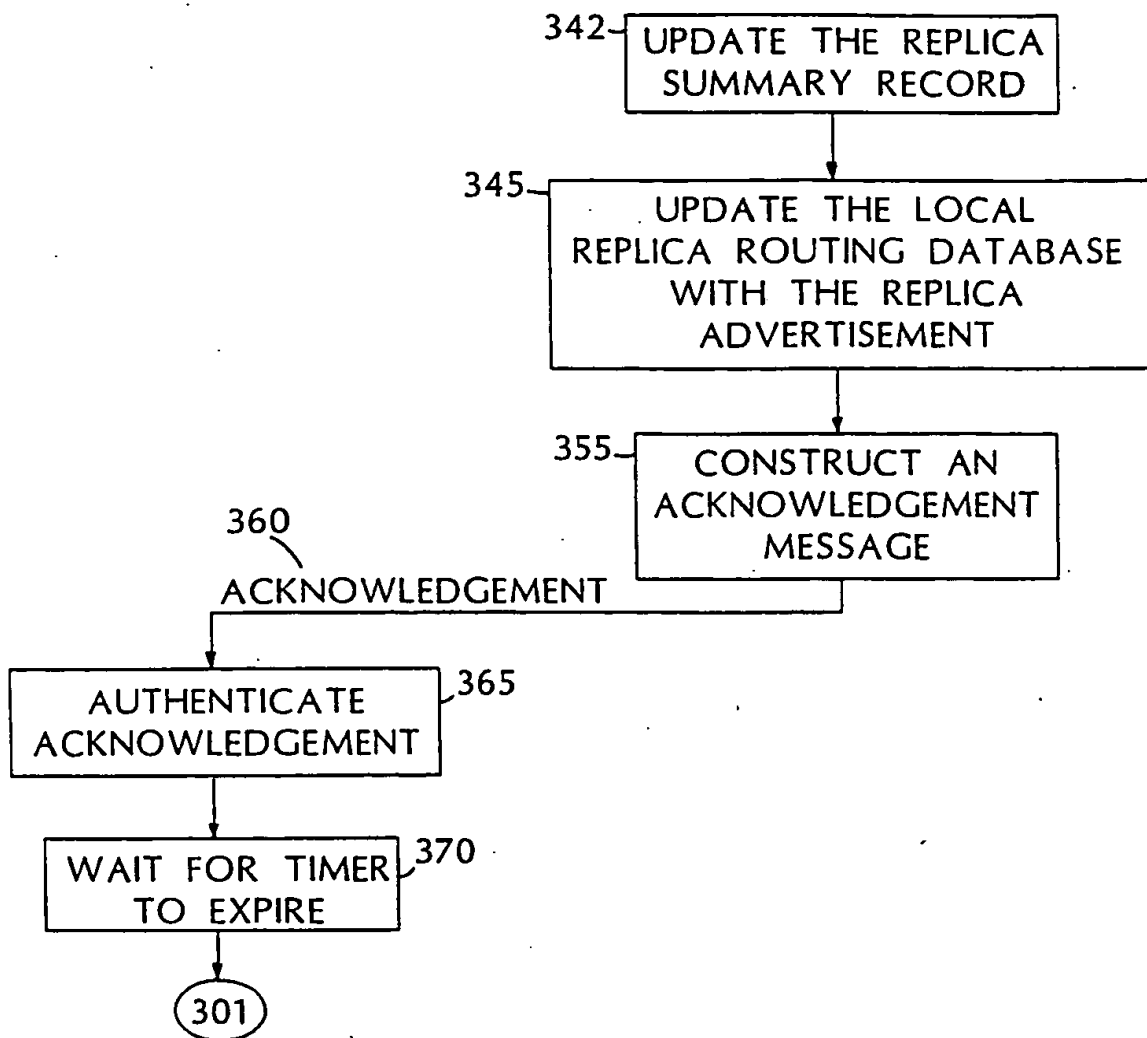 342
UPDATE THE REPLICA
SUMMARY RECORD
345
UPDATE THE LOCAL
REPLICA ROUTING DATABASE
WITH THE REPLICA
ADVERTISEMENT
355
CONSTRUCT AN
ACKNOWLEDGEMENT
MESSAGE
360
ACKNOWLEDGEMENT
AUTHENTICATE
ACKNOWLEDGEMENT
365
WAIT FOR TIMER
TO EXPIRE
370
301